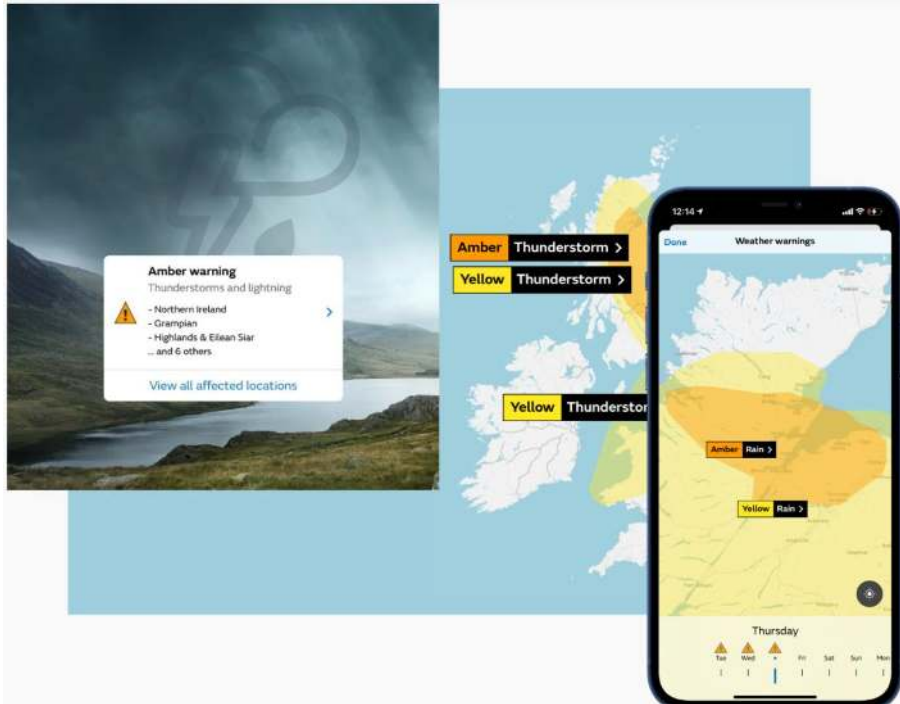 Amber warning
Thunderstorms and lightning
- Northern Ireland
- Grampian
- Highlands & Eilean Siar
... and 6 others
View all affected locations
Amber Thunderstorm >
Yellow Thunderstorm >
Yellow Thunderstor
12:14
Done Weather warnings
Amber Rain >
Yellow Rain >
Thursday
Tue Wed Fri Sat Sun Mon